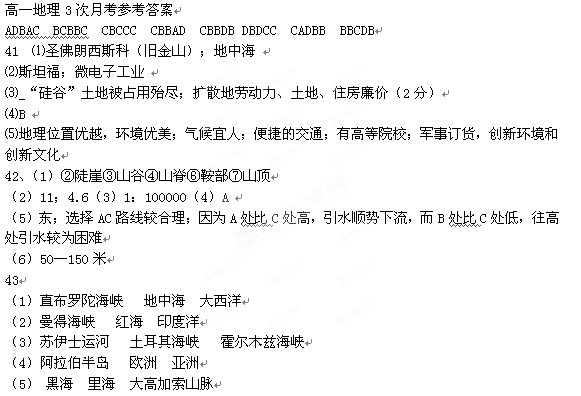 高一地理3次月考参考答案
ADBAC BCBBC CBCCC CBBAD CBBDB DBDCC CADBB BBCDB
41 ⑴圣佛朗西斯科（旧金山）；地中海
⑵斯坦福；微电子工业
⑶_“硅谷”土地被占用殆尽；扩散地劳动力、土地、住房廉价（2分）
⑷B
⑸地理位置优越，环境优美；气候宜人；便捷的交通；有高等院校；军事订货，创新环境和
创新文化
42、（1）②陡崖③山谷④山脊⑥鞍部⑦山顶
（2）11；4.6（3）1：100000（4）A
（5）东；选择AC路线较合理；因为A处比C处高，引水顺势下流，而B处比C处低，往高
处引水较为困难
（6）50—150米
43
（1）直布罗陀海峡 地中海 大西洋
（2）曼得海峡 红海 印度洋
（3）苏伊士运河 土耳其海峡 霍尔木兹海峡
（4）阿拉伯半岛 欧洲 亚洲
（5） 黑海 里海 大高加索山脉